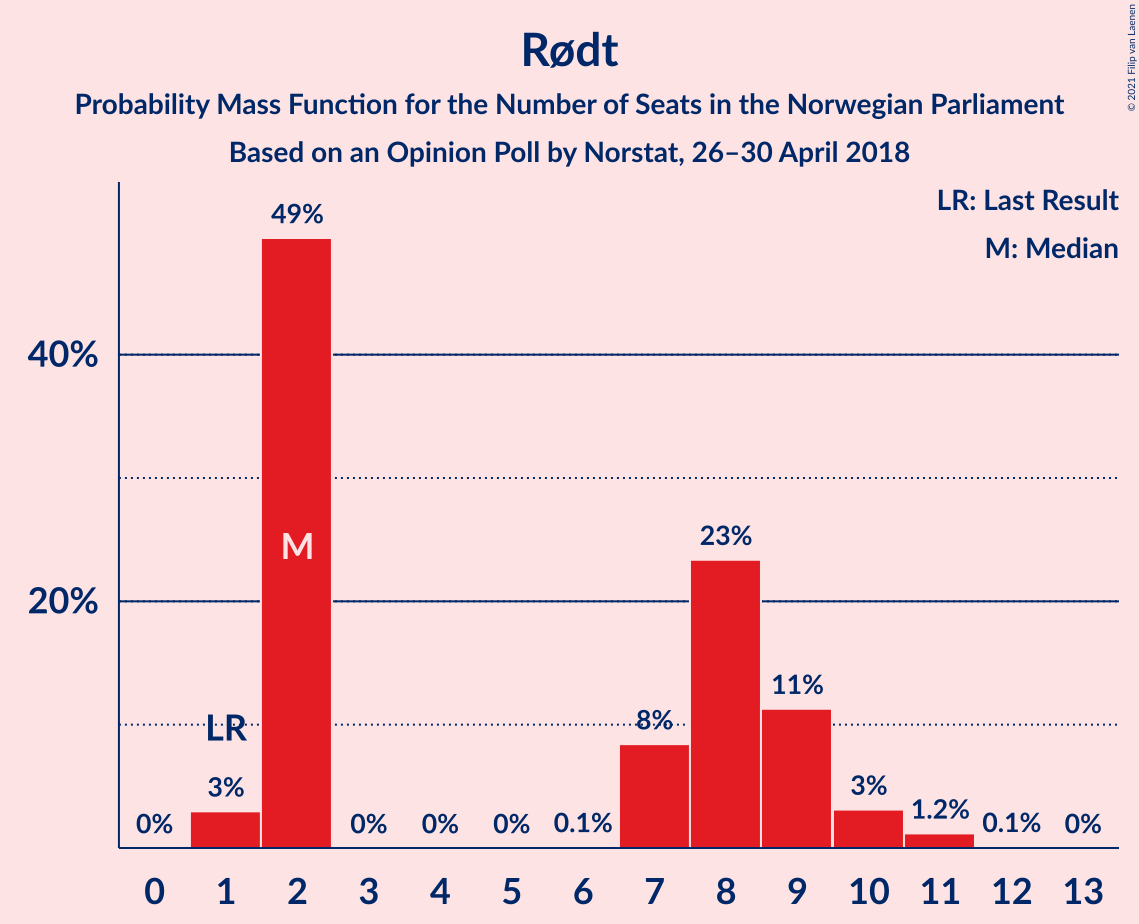 Rødt
Probability Mass Function for the Number of Seats in the Norwegian Parliament
Based on an Opinion Poll by Norstat, 26–30 April 2018
© 2021 Filip van Laenen
LR: Last Result
M: Median
49%
40%
M
23%
20%
11%
8%
LR
3%
3%
1.2%
0%
0%
0%
0%
0.1%
0.1%
0%
0 1 2 3 4 5 6 7 8 9 10 11 12 13